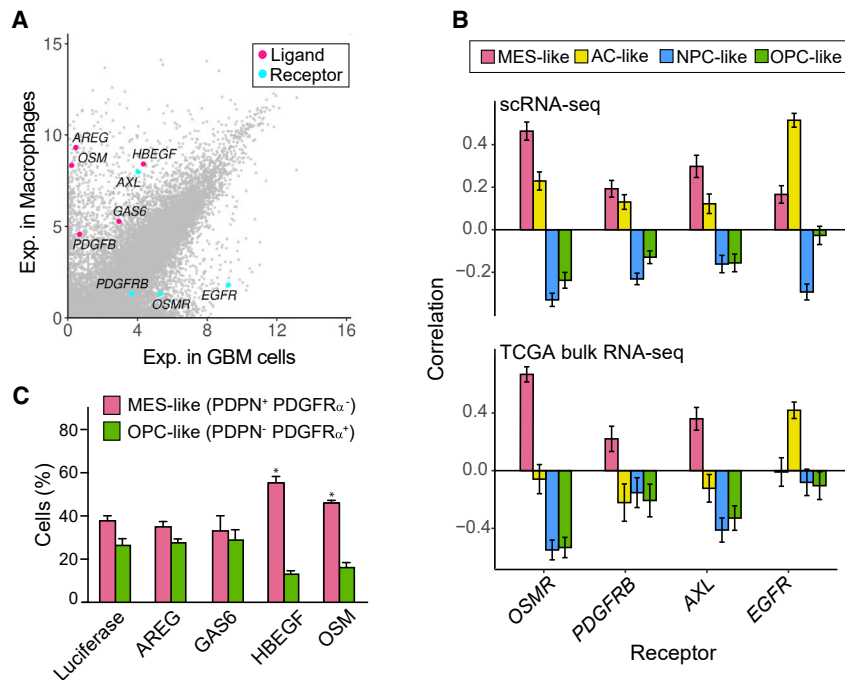 A
15
10
5
0
Exp. in Macrophages
Ligand
Receptor
AREG
OSM
HBEGF
AXL
GAS6
PDGFB
PDGFRB
OSMR
EGFR
0 4 8 12 16
Exp. in GBM cells
B
MES-like AC-like NPC-like OPC-like
scRNA-seq
0.4
0.2
0.0
−0.2
Correlation
TCGA bulk RNA-seq
0.4
0.0
−0.4
OSMR PDGFRB AXL EGFR
Receptor
C
MES-like (PDPN⁺ PDGFRα⁻)
OPC-like (PDPN⁻ PDGFRα⁺)
80
60
40
20
0
Cells (%)
* *
Luciferase AREG GAS6 HBEGF OSM